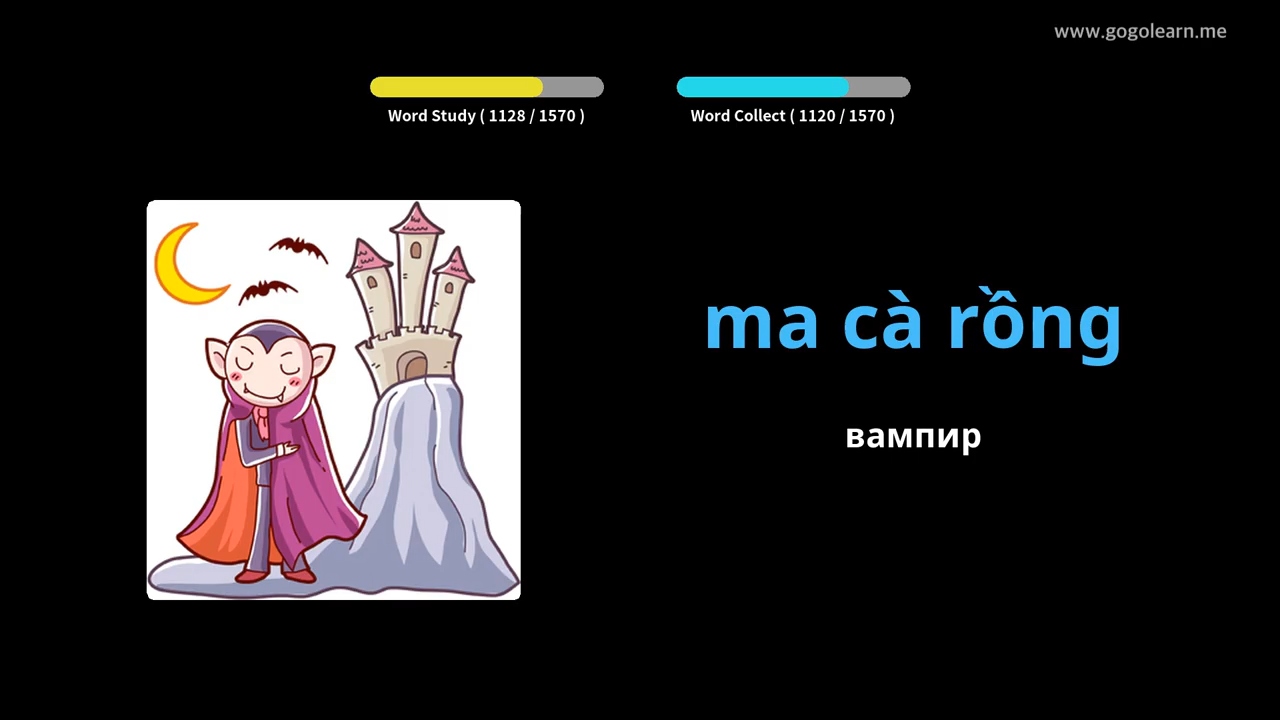 www.gogolearn.me
Word Study ( 1128 / 1570 )
Word Collect ( 1120 / 1570 )
ma cà rồng
вампир